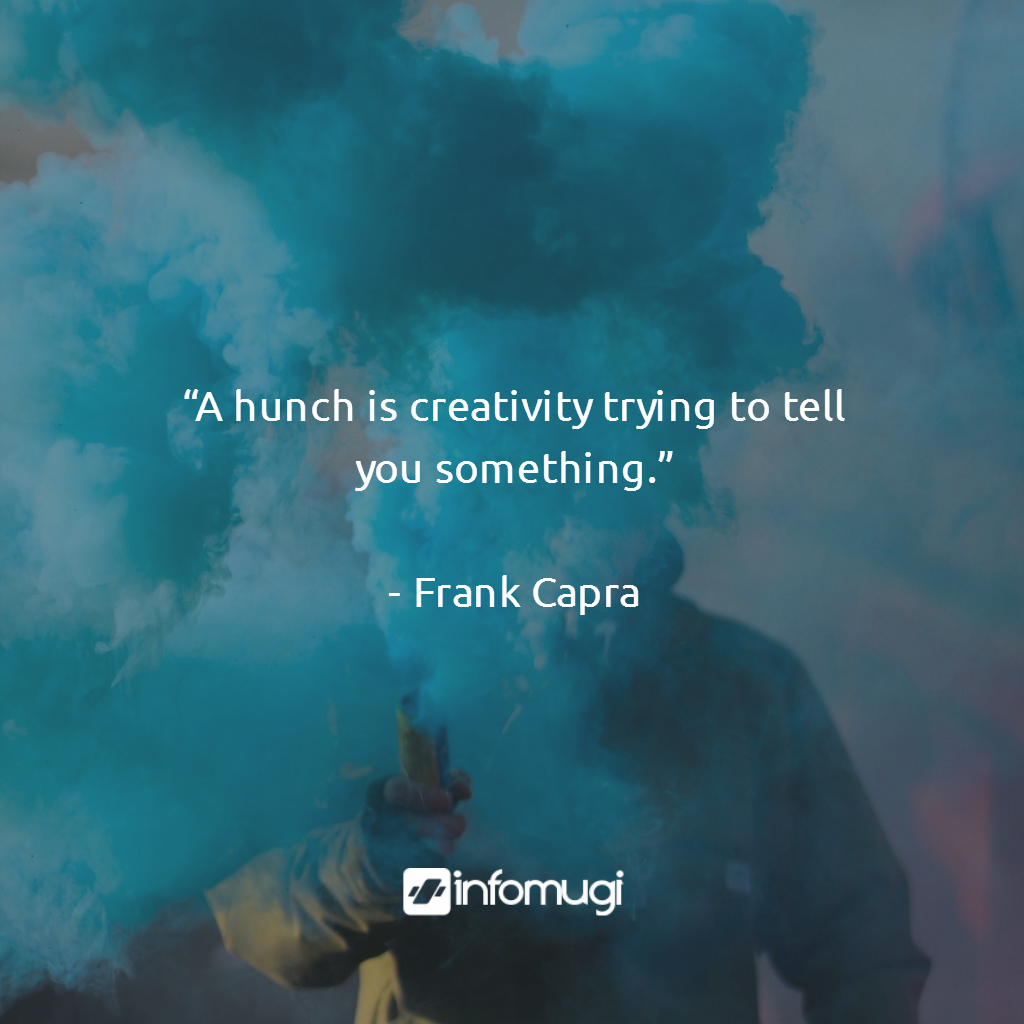 “A hunch is creativity trying to tell
you something.”
- Frank Capra
infomugi